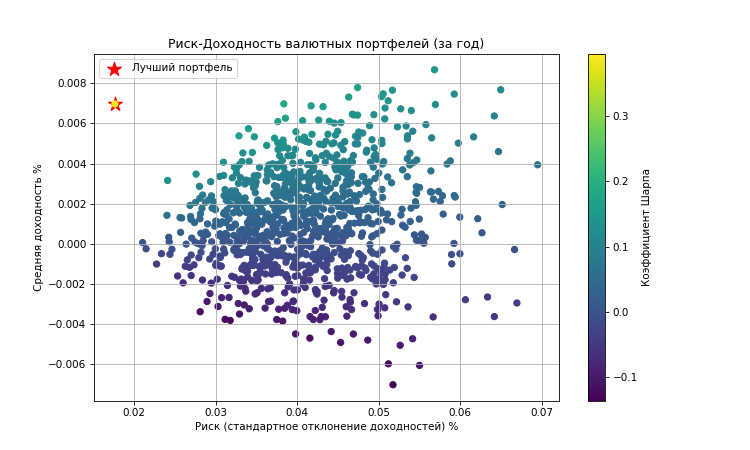 Риск-Доходность валютных портфелей (за год)
Лучший портфель
0.008
0.006
0.004
0.002
0.000
−0.002
−0.004
−0.006
Средняя доходность %
0.02 0.03 0.04 0.05 0.06 0.07
Риск (стандартное отклонение доходностей) %
0.3
0.2
0.1
0.0
−0.1
Коэффициент Шарпа